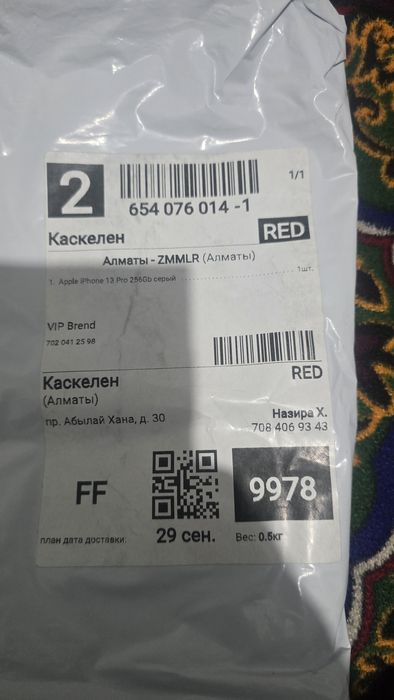 2
1/1
654 076 014 -1
Каскелен
RED
Алматы - ZMMLR (Алматы)
1. Apple iPhone 13 Pro 256Gb серый 1шт.
VIP Brend
702 041 25 98
RED
Каскелен
(Алматы)
пр. Абылай Хана, д. 30
Назира Х.
708 406 93 43
FF
9978
план дата доставки: 29 сен. Вес: 0.5кг